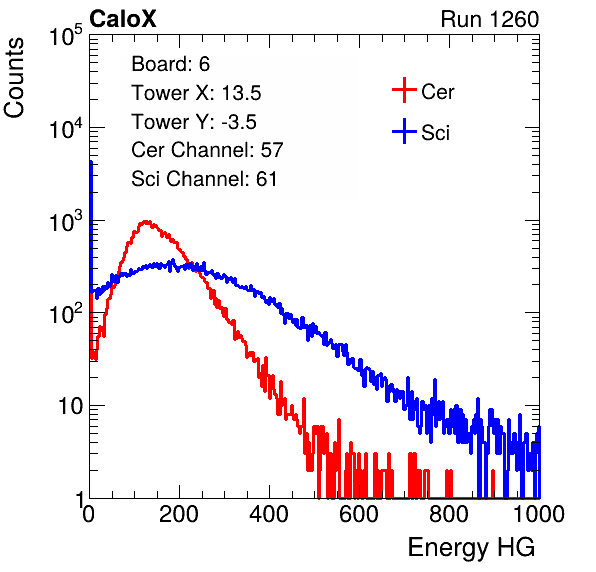 CaloX Run 1260
Counts
Board: 6
Tower X: 13.5
Tower Y: -3.5
Cer Channel: 57
Sci Channel: 61
Cer
Sci
10^5
10^4
10^3
10^2
10
1
0 200 400 600 800 1000
Energy HG